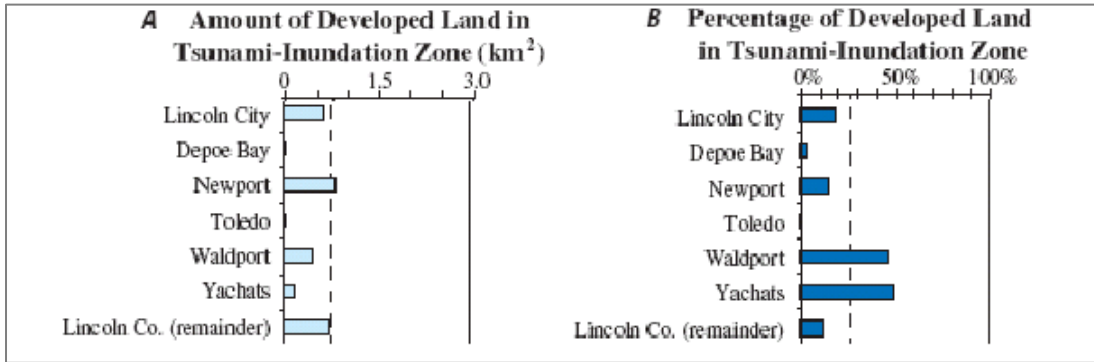 A Amount of Developed Land in
Tsunami-Inundation Zone (km²)
0 1.5 3.0
Lincoln City
Depoe Bay
Newport
Toledo
Waldport
Yachats
Lincoln Co. (remainder)
B Percentage of Developed Land
in Tsunami-Inundation Zone
0% 50% 100%
Lincoln City
Depoe Bay
Newport
Toledo
Waldport
Yachats
Lincoln Co. (remainder)